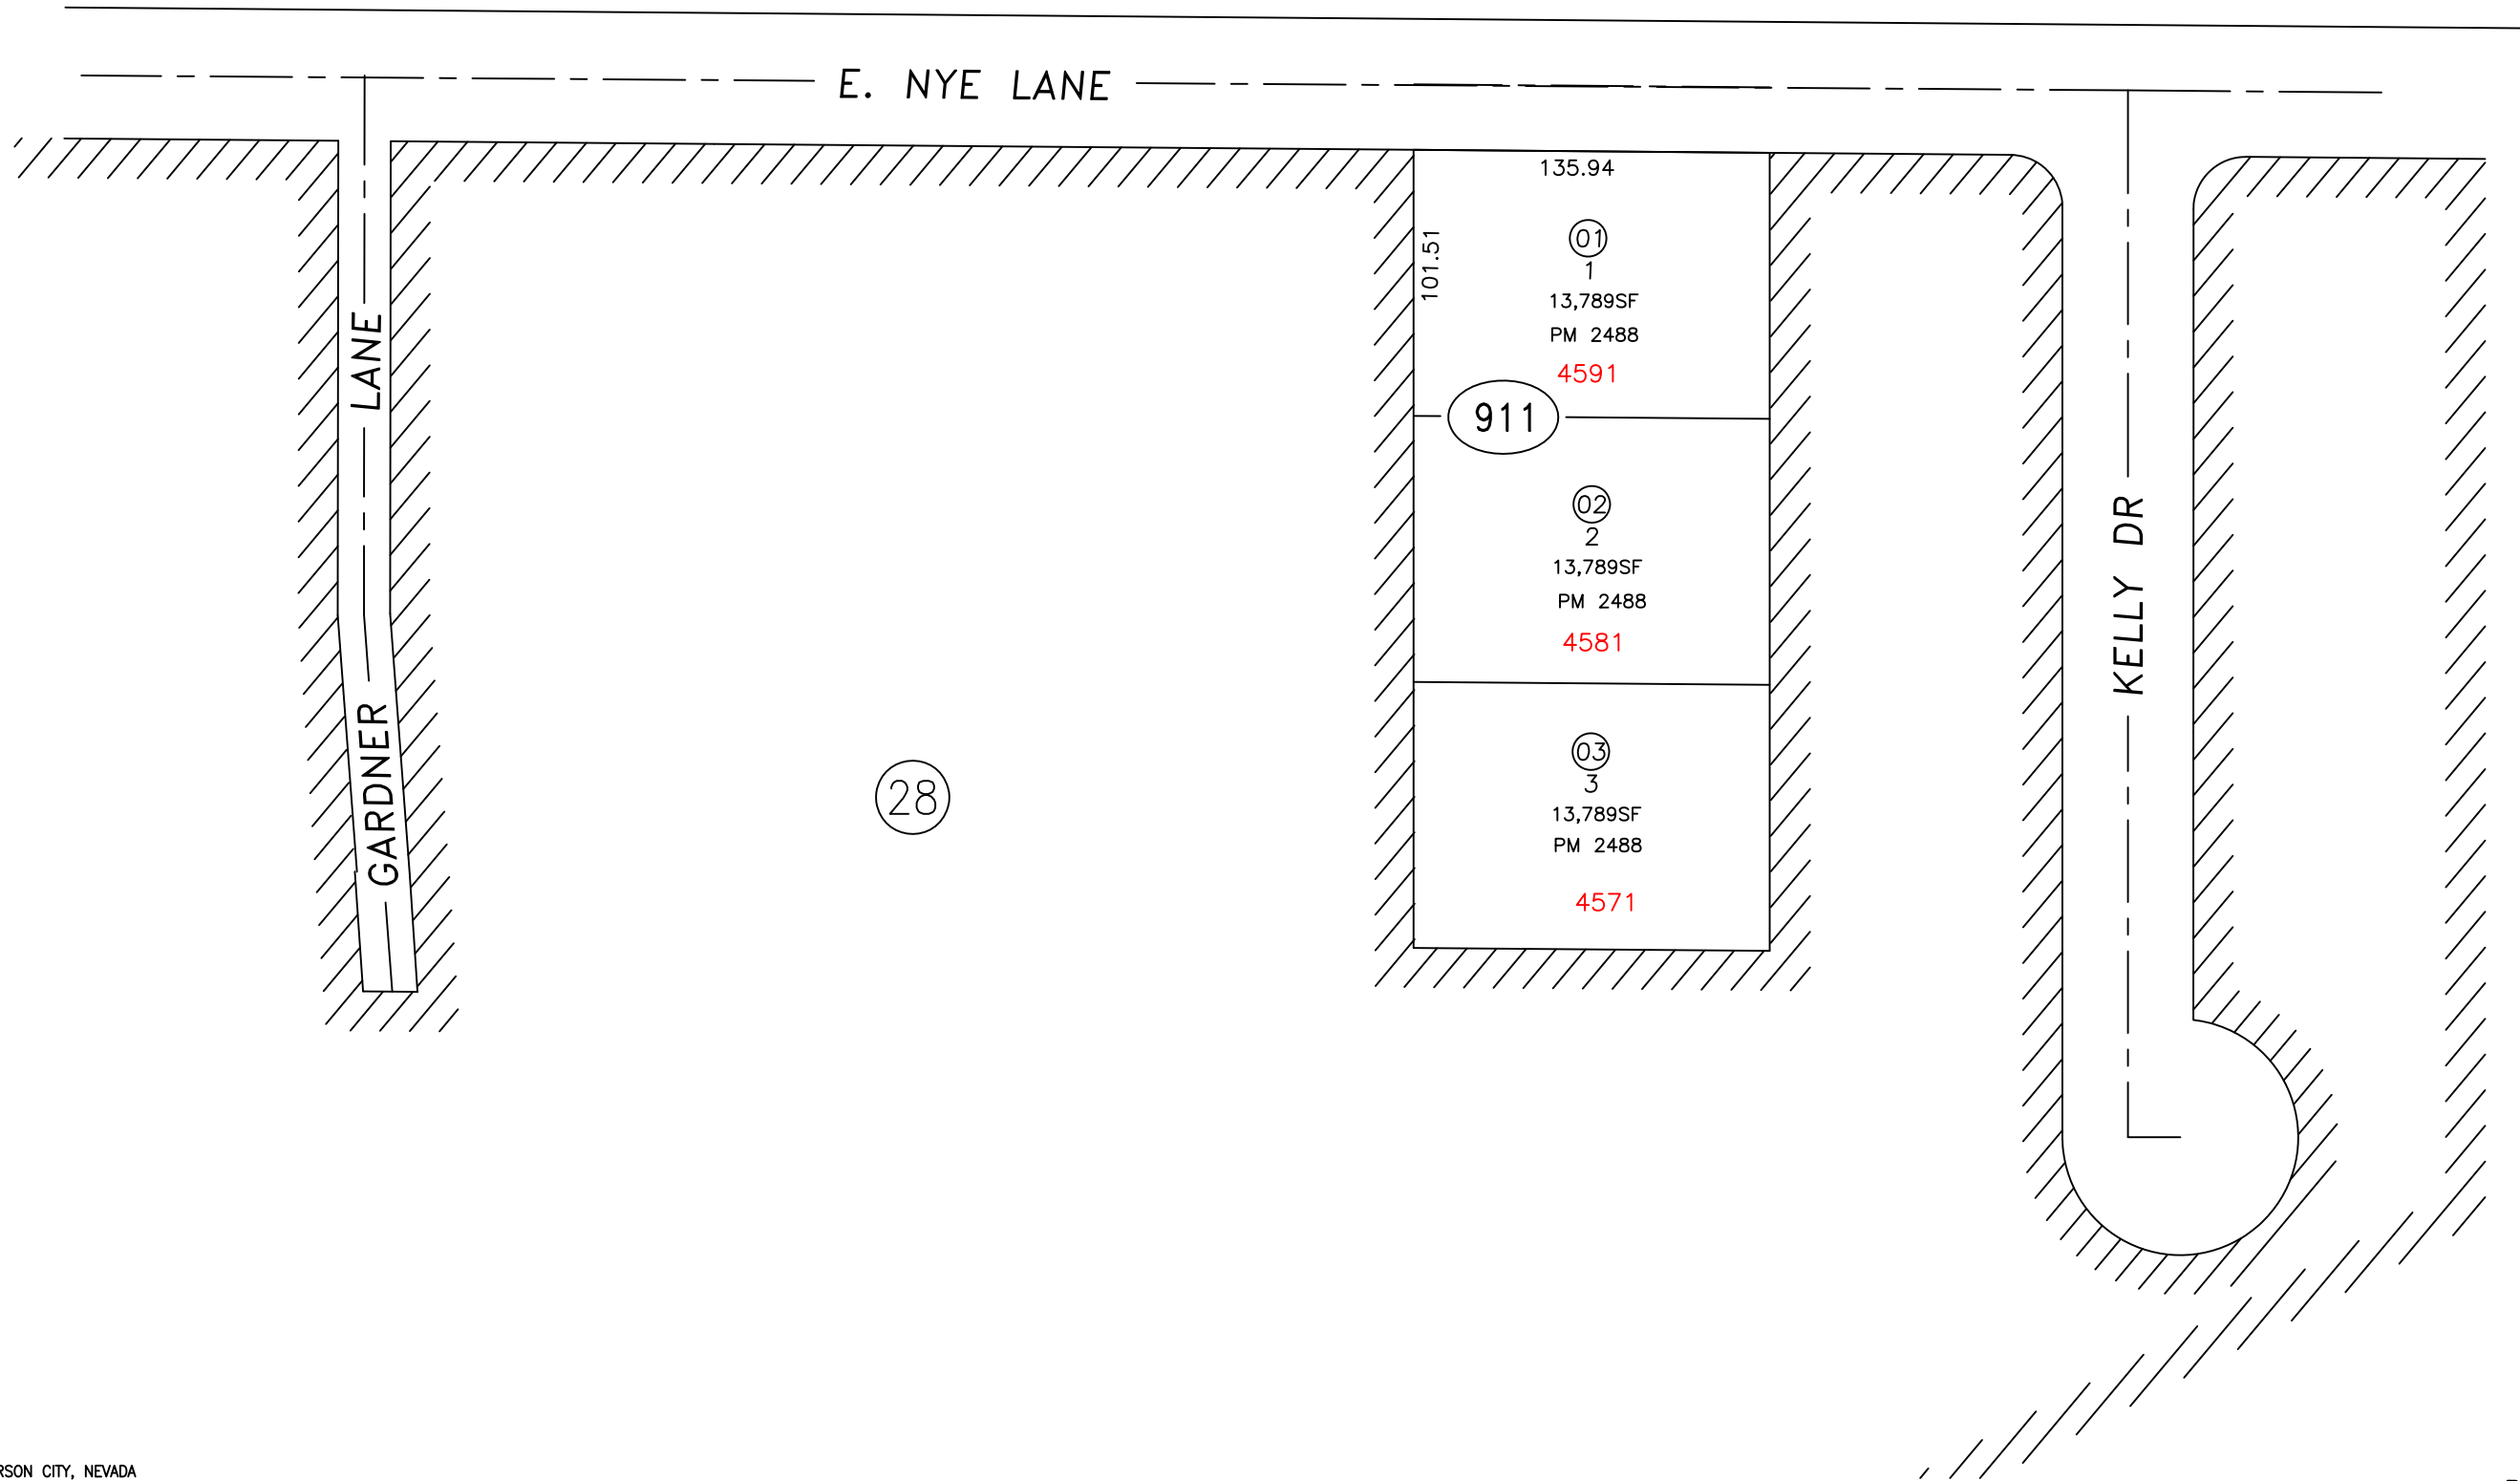 E. NYE LANE
135.94
101.51
01
1
13,789SF
PM 2488
4591
911
02
2
13,789SF
PM 2488
4581
03
3
13,789SF
PM 2488
4571
28
GARDNER LANE
KELLY DR
RSON CITY, NEVADA